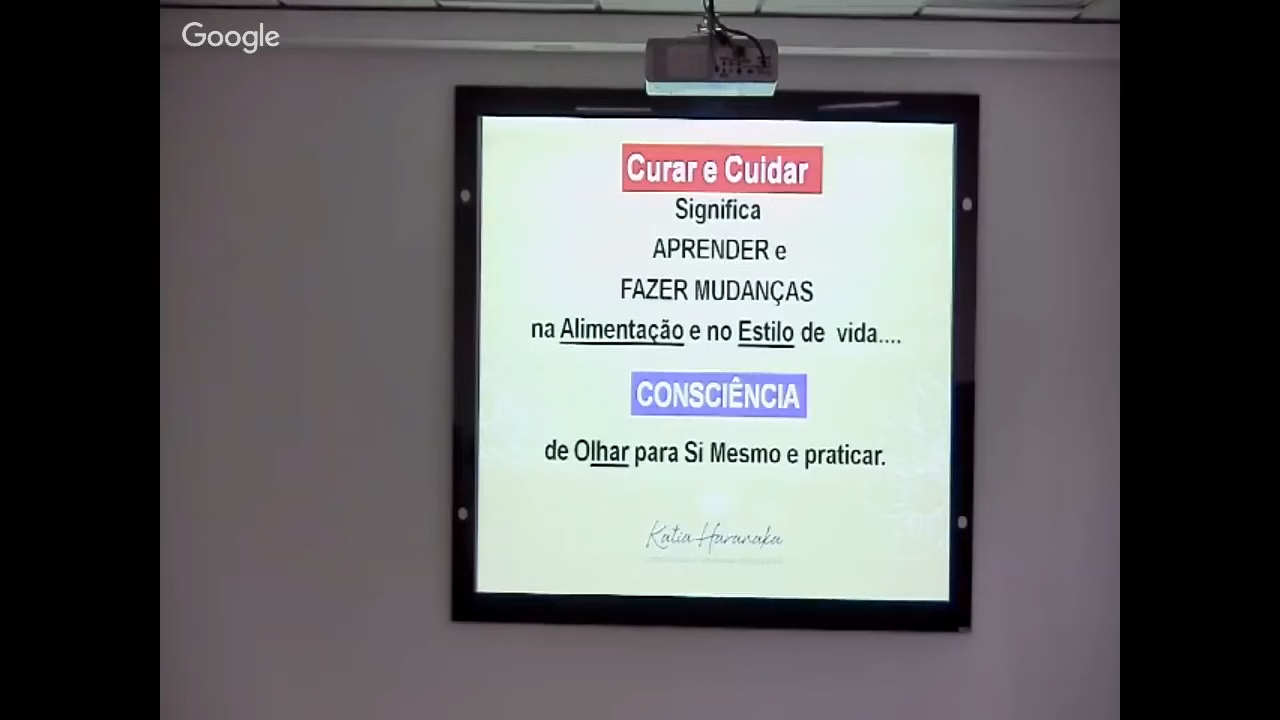 Google
Curar e Cuidar
Significa
APRENDER e
FAZER MUDANÇAS
na Alimentação e no Estilo de vida....
CONSCIÊNCIA
de Olhar para Si Mesmo e praticar.
Katia Haranaka